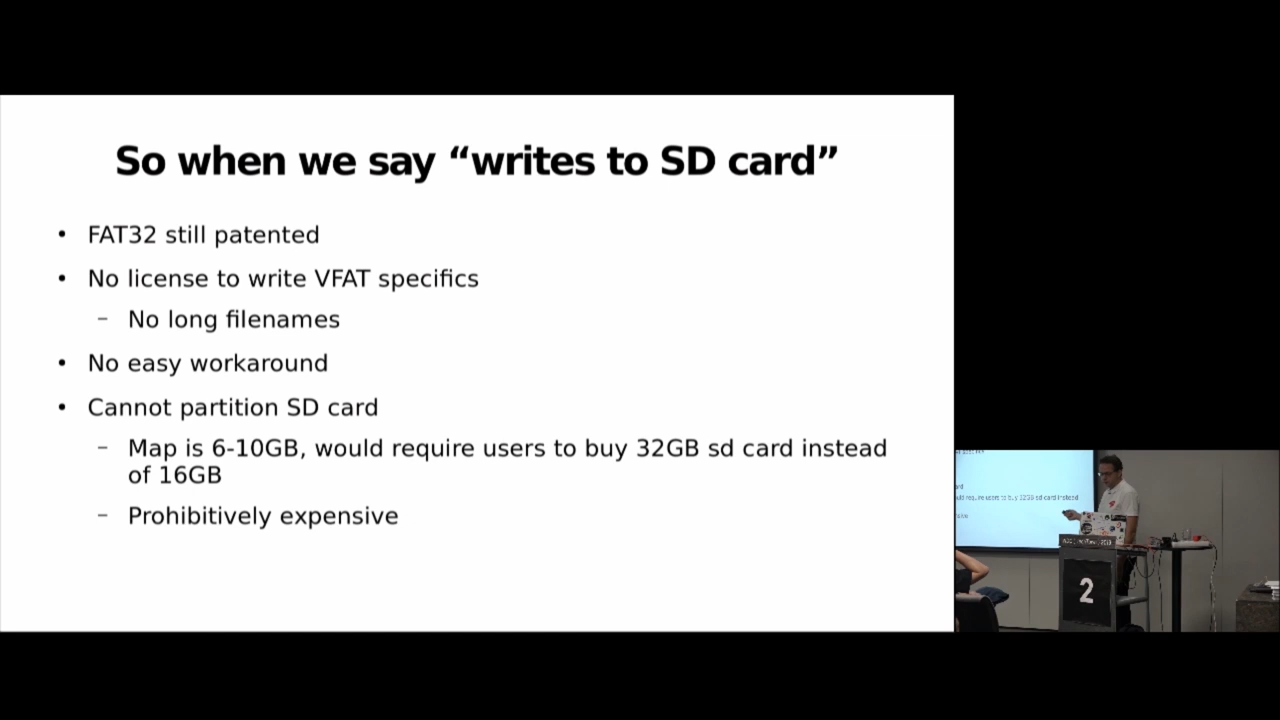 So when we say “writes to SD card”
• FAT32 still patented
• No license to write VFAT specifics
– No long filenames
• No easy workaround
• Cannot partition SD card
– Map is 6-10GB, would require users to buy 32GB sd card instead
of 16GB
– Prohibitively expensive
2